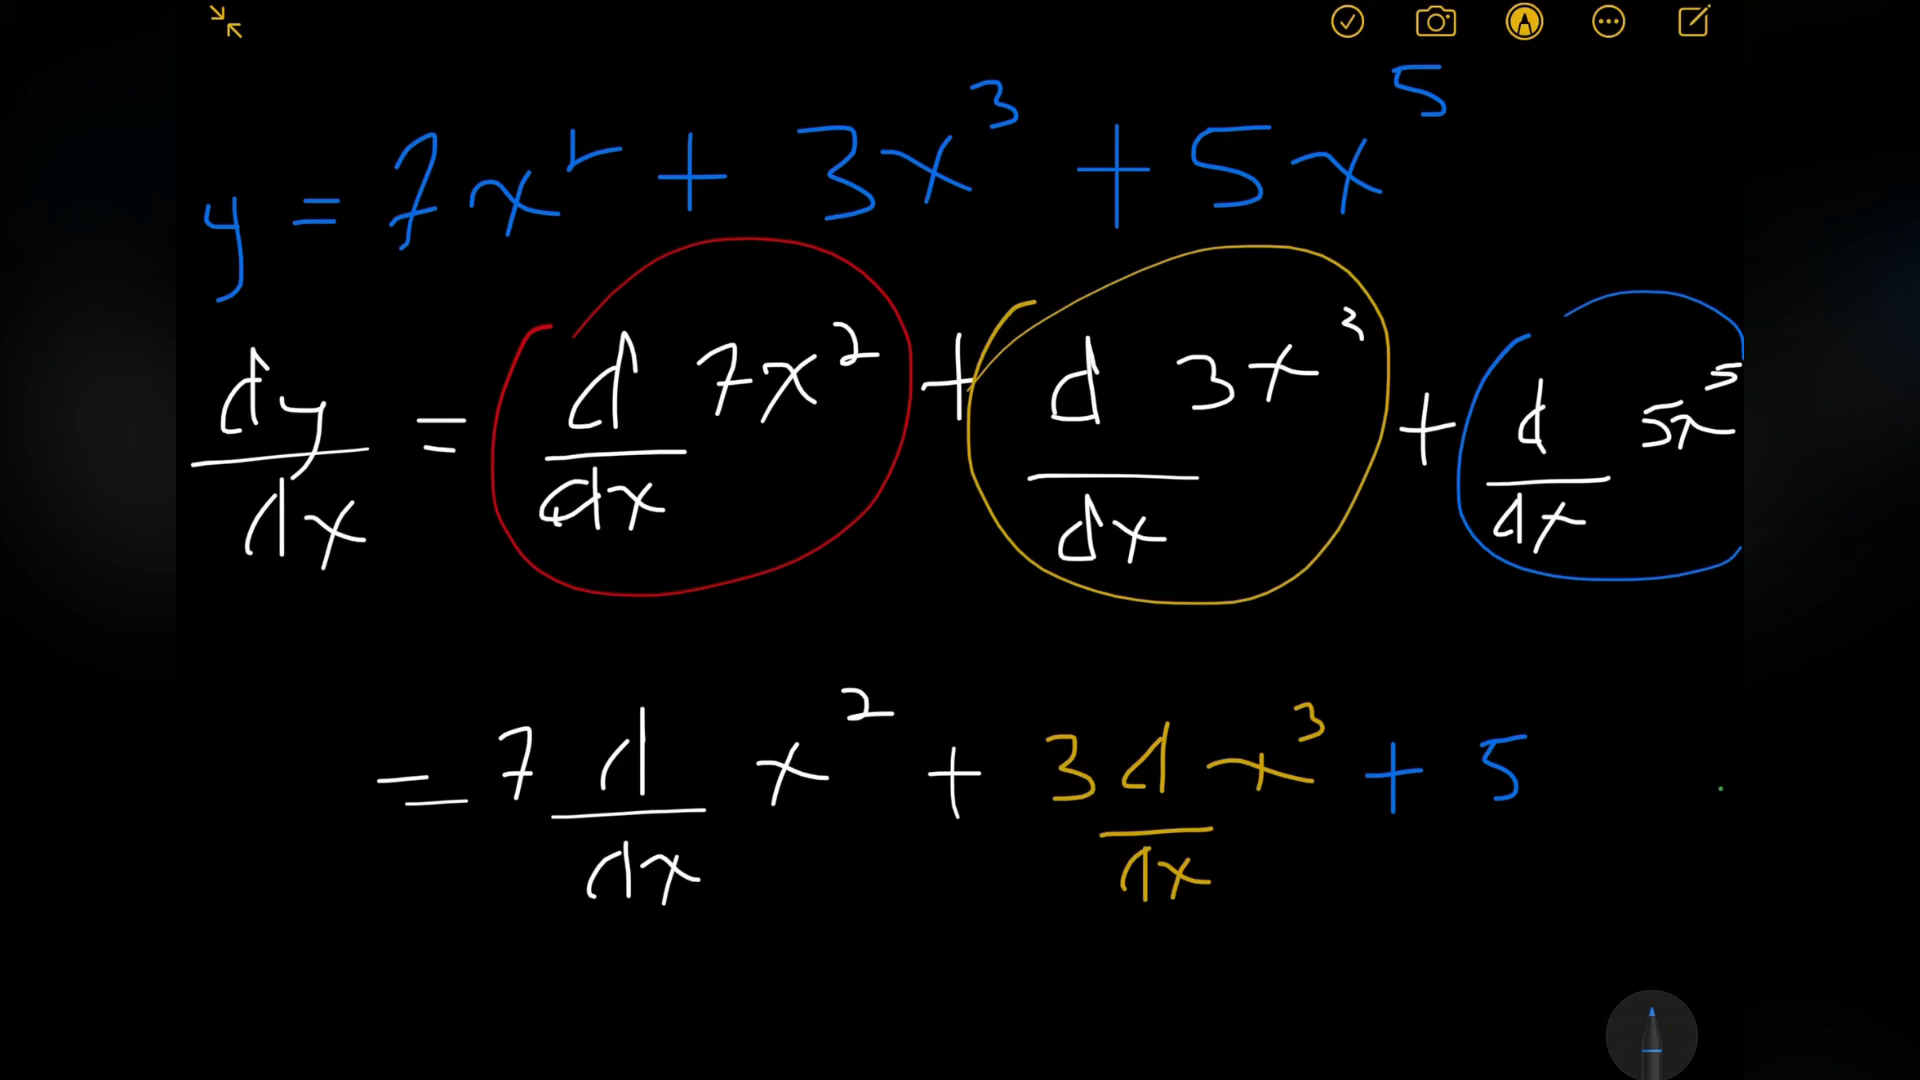 y = 7x² + 3x³ + 5x⁵
dy/dx = d/dx 7x² + d/dx 3x³ + d/dx 5x⁵
= 7 d/dx x² + 3 d/dx x³ + 5